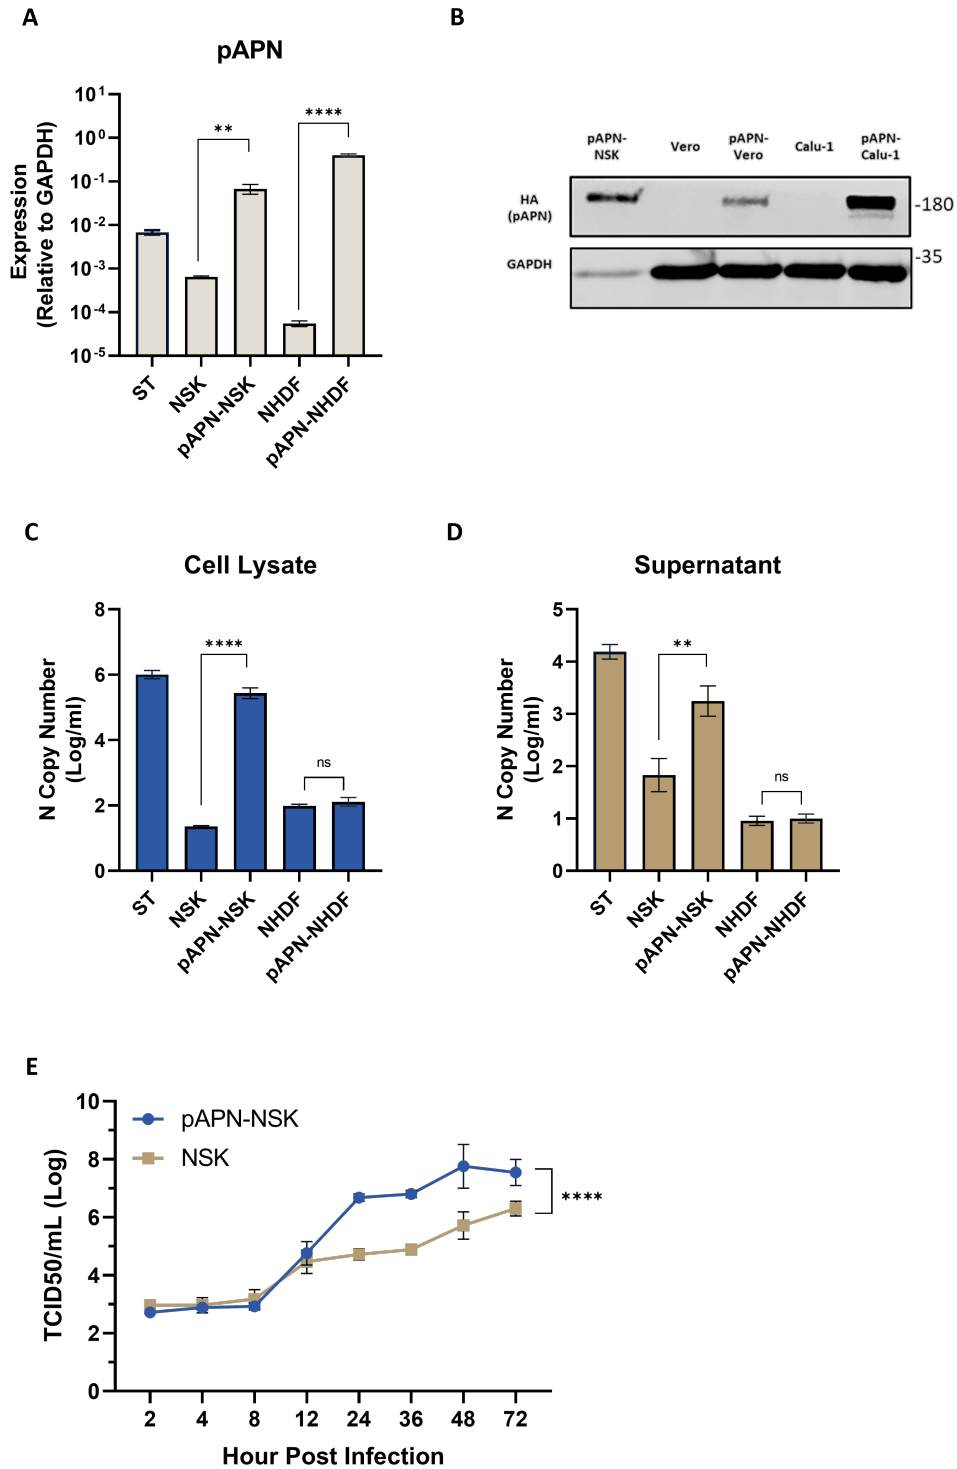 A
pAPN
Expression
(Relative to GAPDH)
10¹
10⁰
10⁻¹
10⁻²
10⁻³
10⁻⁴
10⁻⁵
**
****
ST
NSK
pAPN-NSK
NHDF
pAPN-NHDF
B
pAPN-
NSK
Vero
pAPN-
Vero
Calu-1
pAPN-
Calu-1
HA
(pAPN)
-180
GAPDH
-35
C
Cell Lysate
N Copy Number
(Log/ml)
8
6
4
2
0
****
ns
ST
NSK
pAPN-NSK
NHDF
pAPN-NHDF
D
Supernatant
N Copy Number
(Log/ml)
5
4
3
2
1
0
**
ns
ST
NSK
pAPN-NSK
NHDF
pAPN-NHDF
E
TCID50/mL (Log)
10
8
6
4
2
0
pAPN-NSK
NSK
****
2 4 8 12 24 36 48 72
Hour Post Infection